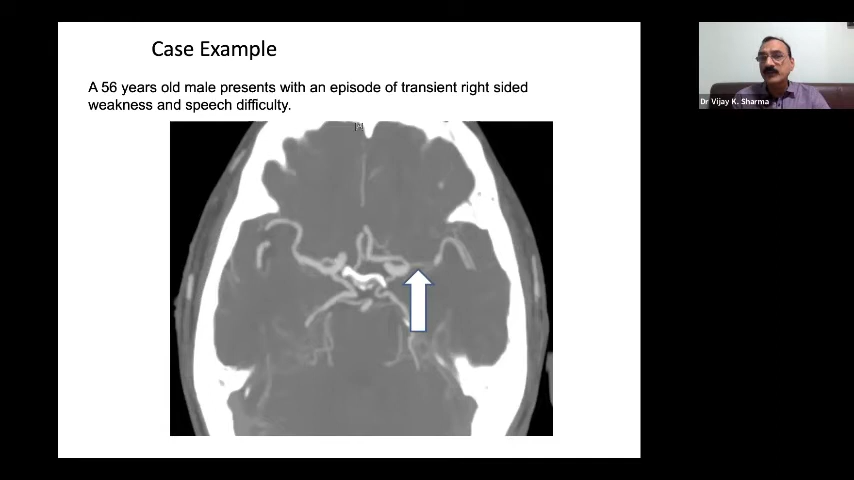 Case Example
A 56 years old male presents with an episode of transient right sided
weakness and speech difficulty.
Dr Vijay K. Sharma